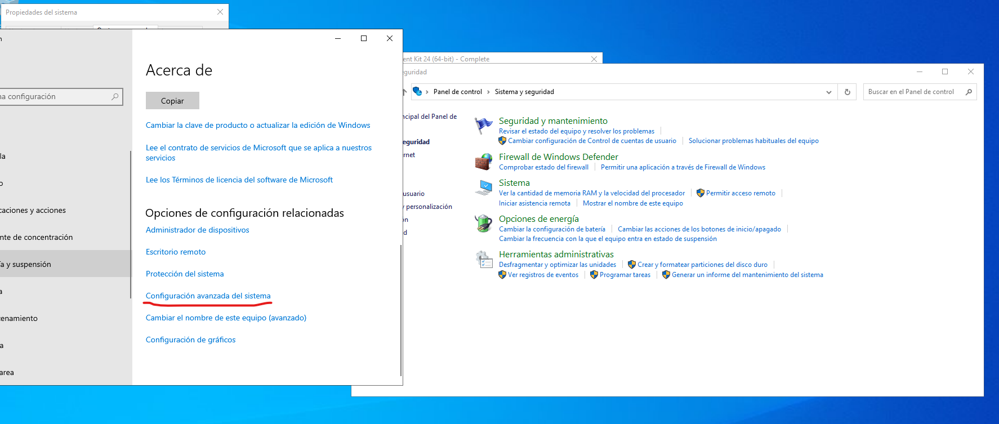 Propiedades del sistema
Acerca de
configuración
Copiar
Cambiar la clave de producto o actualizar la edición de Windows
Lee el contrato de servicios de Microsoft que se aplica a nuestros
servicios
Lee los Términos de licencia del software de Microsoft
Opciones de configuración relacionadas
Administrador de dispositivos
Escritorio remoto
Protección del sistema
Configuración avanzada del sistema
Cambiar el nombre de este equipo (avanzado)
Configuración de gráficos
caciones y acciones
nte de concentración
a y suspensión
enamiento
area
ent Kit 24 (64-bit) - Complete
eguridad
Panel de control > Sistema y seguridad
Buscar en el Panel de control
ncipal del Panel de
eguridad
ernet
usuario
y personalización
ón
d
Seguridad y mantenimiento
Revisar el estado del equipo y resolver los problemas
Cambiar configuración de Control de cuentas de usuario
Solucionar problemas habituales del equipo
Firewall de Windows Defender
Comprobar estado del firewall
Permitir una aplicación a través de Firewall de Windows
Sistema
Ver la cantidad de memoria RAM y la velocidad del procesador
Permitir acceso remoto
Iniciar asistencia remota
Mostrar el nombre de este equipo
Opciones de energía
Cambiar la configuración de batería
Cambiar las acciones de los botones de inicio/apagado
Cambiar la frecuencia con la que el equipo entra en estado de suspensión
Herramientas administrativas
Desfragmentar y optimizar las unidades
Crear y formatear particiones del disco duro
Ver registros de eventos
Programar tareas
Generar un informe del mantenimiento del sistema